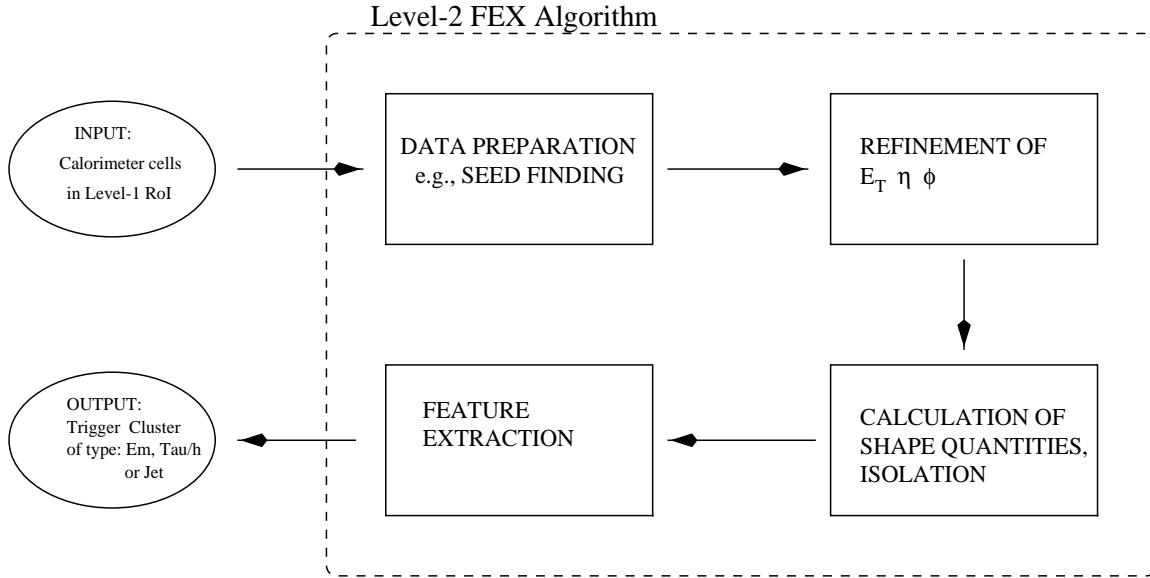 Level-2 FEX Algorithm
INPUT:
Calorimeter cells
in Level-1 RoI
DATA PREPARATION
e.g., SEED FINDING
REFINEMENT OF
E_T η φ
CALCULATION OF
SHAPE QUANTITIES,
ISOLATION
FEATURE
EXTRACTION
OUTPUT:
Trigger Cluster
of type: Em, Tau/h
or Jet